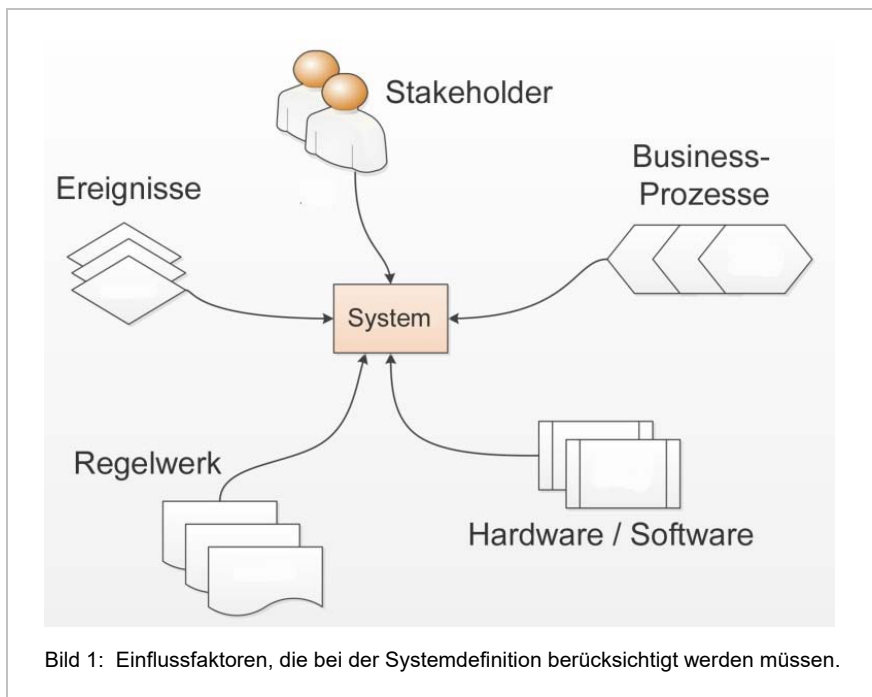 Stakeholder
Business-
Prozesse
Ereignisse
System
Regelwerk
Hardware / Software
Bild 1: Einflussfaktoren, die bei der Systemdefinition berücksichtigt werden müssen.